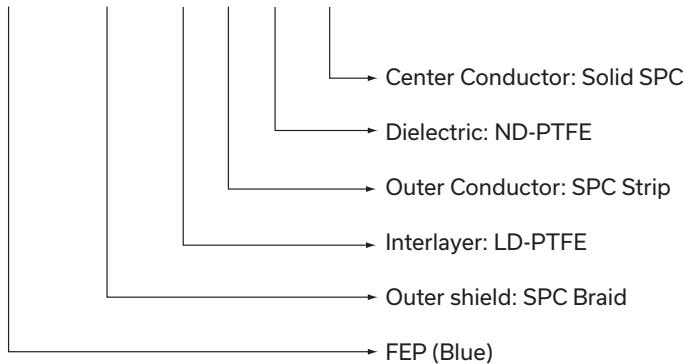 Center Conductor: Solid SPC
Dielectric: ND-PTFE
Outer Conductor: SPC Strip
Interlayer: LD-PTFE
Outer shield: SPC Braid
FEP (Blue)